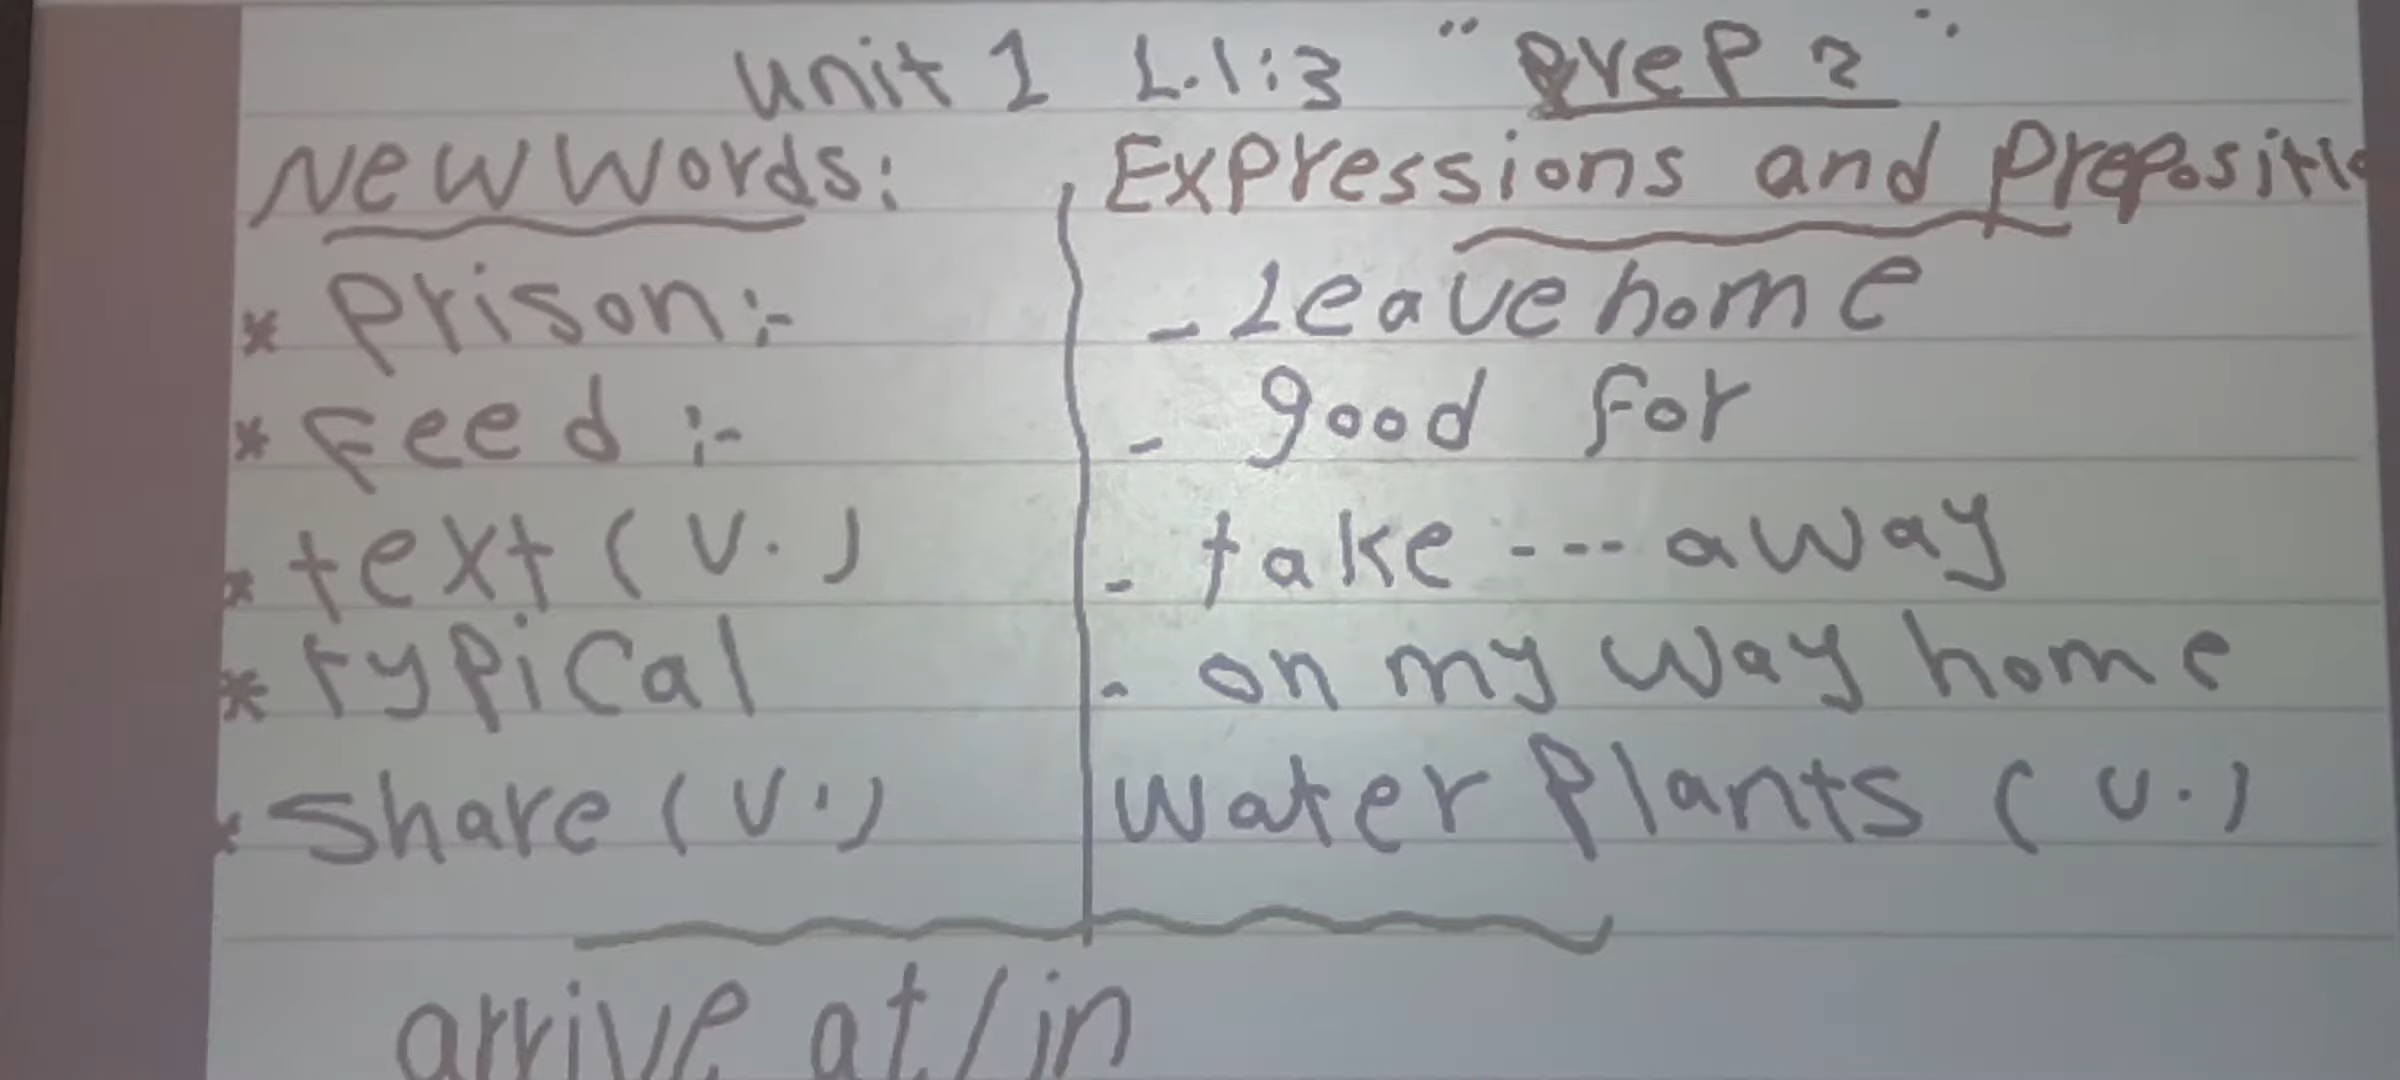 unit 1 L.1:3 "Prep 2"
New Words:
* Prison:-
* Feed:-
* text (v.)
* typical
* Share (v.)
Expressions and Prepositi
- Leave home
- good for
- take --- away
- on my way home
Water Plants (v.)
arrive at/in